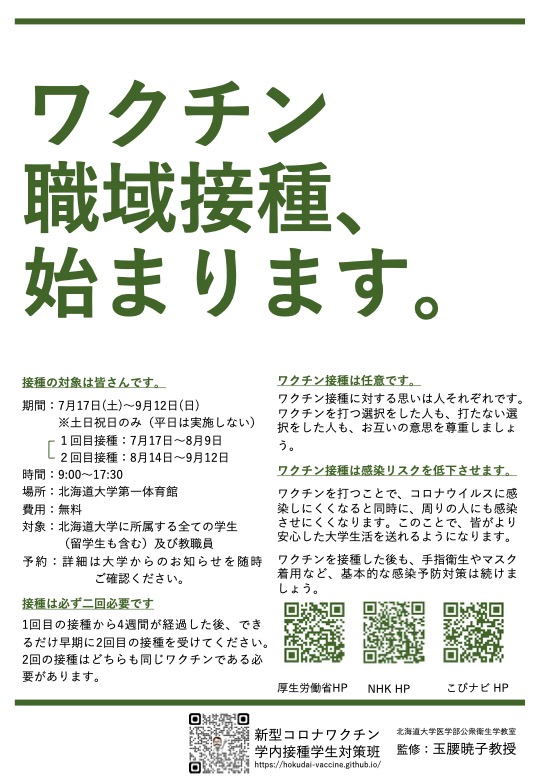 ワクチン
職域接種、
始まります。
接種の対象は皆さんです。
期間：7月17日(土)〜9月12日(日)
※土日祝日のみ（平日は実施しない）
１回目接種：7月17日〜8月9日
２回目接種：8月14日〜9月12日
時間：9:00〜17:30
場所：北海道大学第一体育館
費用：無料
対象：北海道大学に所属する全ての学生
（留学生も含む）及び教職員
予約：詳細は大学からのお知らせを随時
ご確認ください。
接種は必ず二回必要です
1回目の接種から4週間が経過した後、でき
るだけ早期に2回目の接種を受けてください。
2回の接種はどちらも同じワクチンである必
要があります。
ワクチン接種は任意です。
ワクチン接種に対する思いは人それぞれです。
ワクチンを打つ選択をした人も、打たない選
択をした人も、お互いの意思を尊重しましょ
う。
ワクチン接種は感染リスクを低下させます。
ワクチンを打つことで、コロナウイルスに感
染しにくくなると同時に、周りの人にも感染
させにくくなります。このことで、皆がより
安心した大学生活を送れるようになります。
ワクチンを接種した後も、手指衛生やマスク
着用など、基本的な感染予防対策は続けま
しょう。
厚生労働省HP
NHK HP
こびナビ HP
新型コロナワクチン
学内接種学生対策班
https://hokudai-vaccine.github.io/
北海道大学医学部公衆衛生学教室
監修：玉腰暁子教授